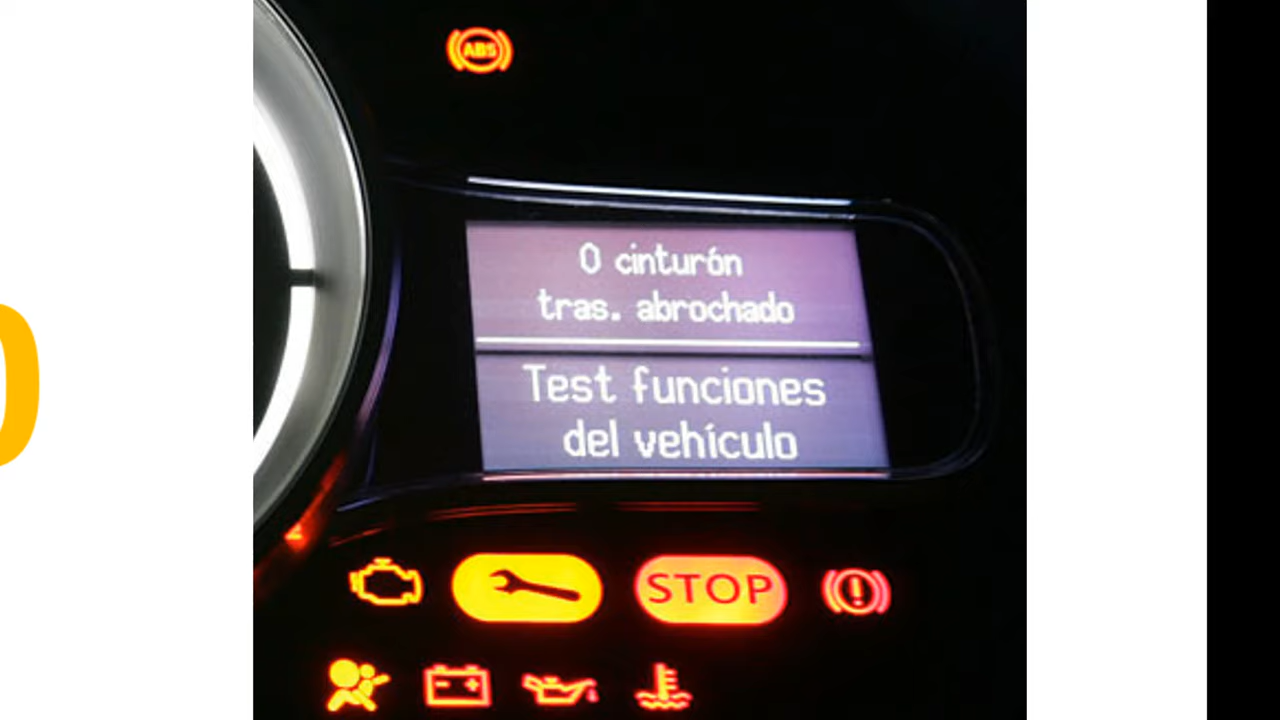 ABS
0 cinturón
tras. abrochado
Test funciones
del vehículo
STOP